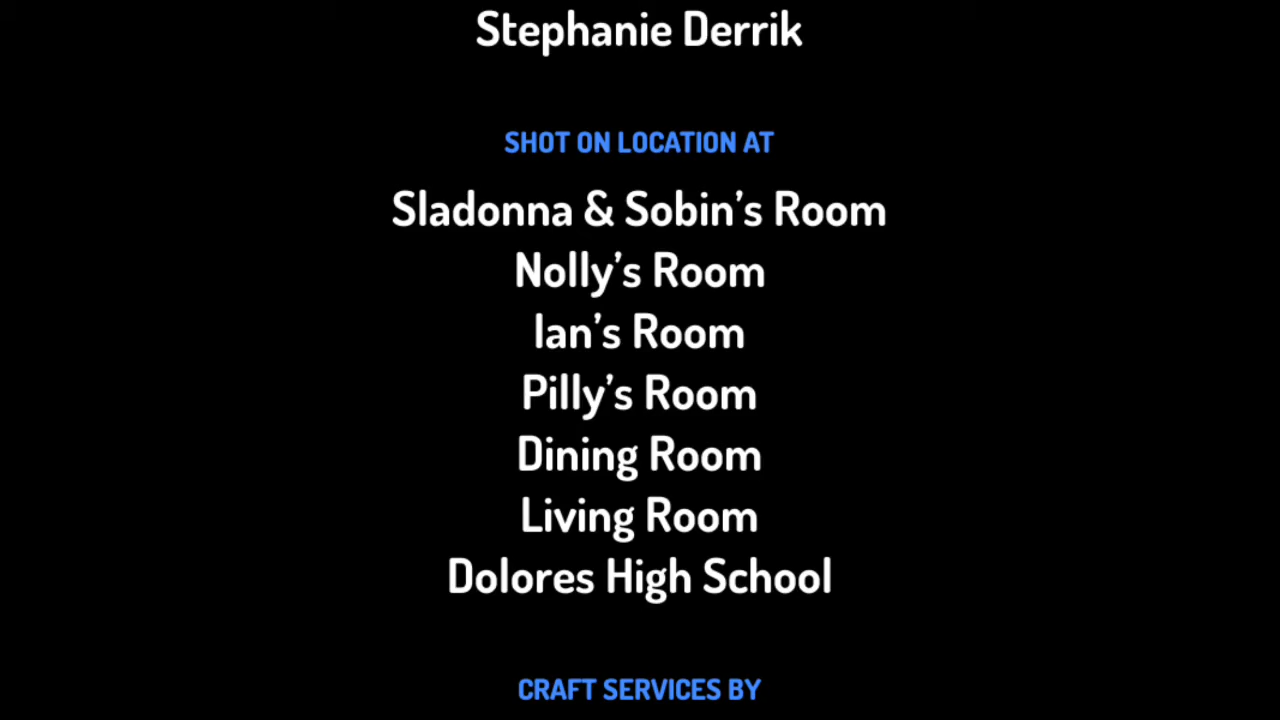 Stephanie Derrik
SHOT ON LOCATION AT
Sladonna & Sobin’s Room
Nolly’s Room
Ian’s Room
Pilly’s Room
Dining Room
Living Room
Dolores High School
CRAFT SERVICES BY